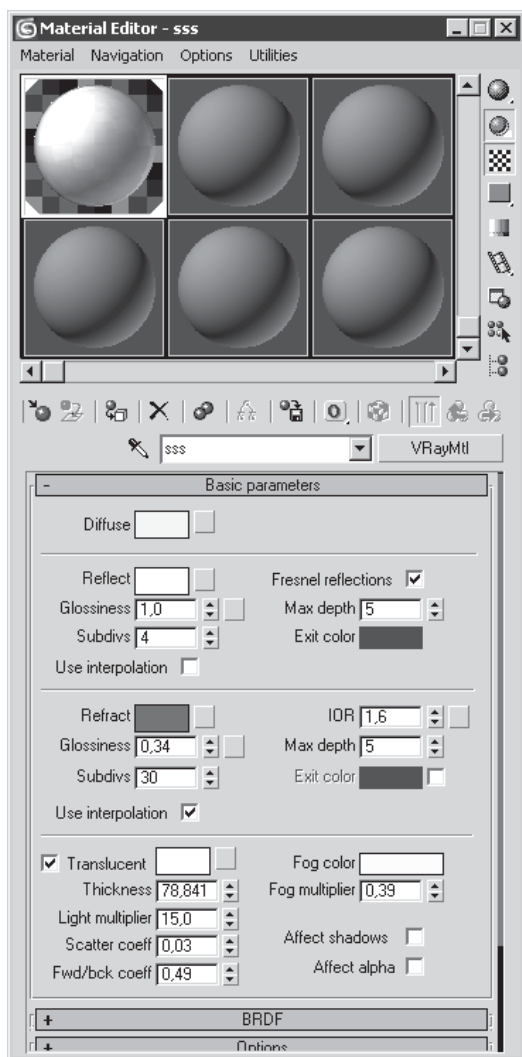 Material Editor - sss
Material Navigation Options Utilities
sss VRayMtl
- Basic parameters
Diffuse
Reflect Fresnel reflections
Glossiness 1,0 Max depth 5
Subdivs 4 Exit color
Use interpolation
Refract IOR 1,6
Glossiness 0,34 Max depth 5
Subdivs 30 Exit color
Use interpolation
Translucent Fog color
Thickness 78,841 Fog multiplier 0,39
Light multiplier 15,0
Scatter coeff 0,03 Affect shadows
Fwd/bck coeff 0,49 Affect alpha
+ BRDF
+ Options